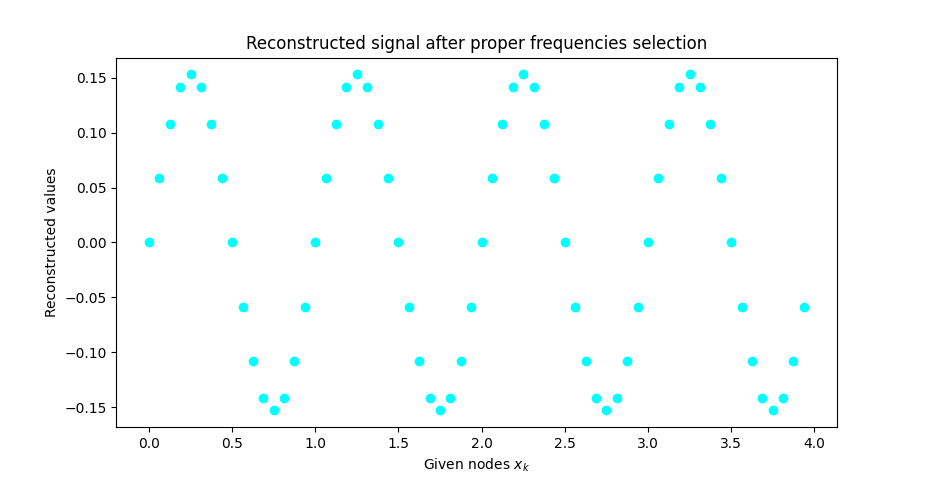 Reconstructed signal after proper frequencies selection
Reconstructed values
0.15
0.10
0.05
0.00
−0.05
−0.10
−0.15
0.0 0.5 1.0 1.5 2.0 2.5 3.0 3.5 4.0
Given nodes $x_k$